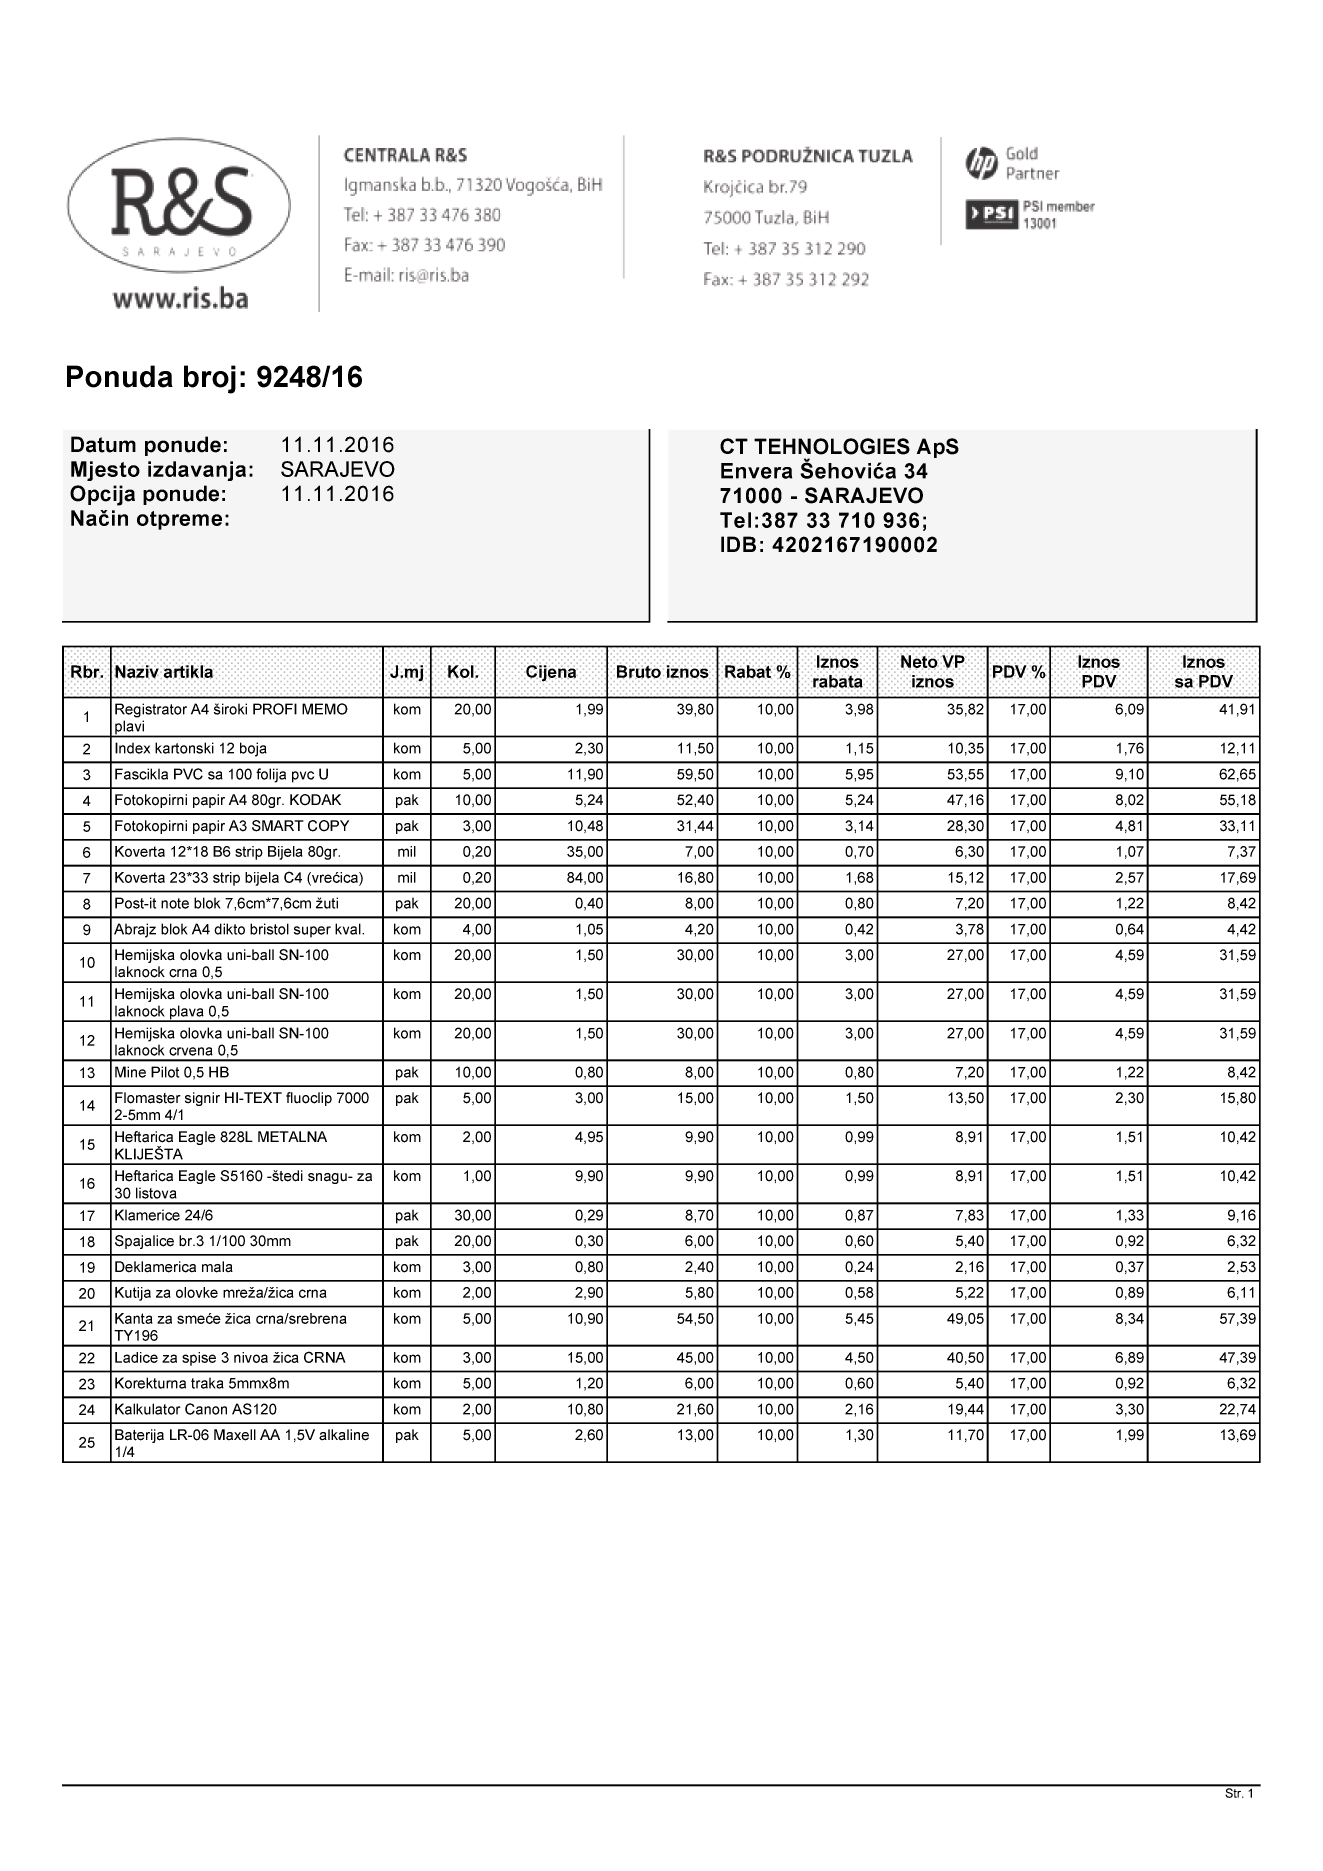 R&S
SARAJEVO
www.ris.ba
CENTRALA R&S
Igmanska b.b., 71320 Vogošća, BiH
Tel: + 387 33 476 380
Fax: + 387 33 476 390
E-mail: ris@ris.ba
R&S PODRUŽNICA TUZLA
Krojčica br.79
75000 Tuzla, BiH
Tel: + 387 35 312 290
Fax: + 387 35 312 292
hp Gold
Partner
PSI PSI member
13001
Ponuda broj: 9248/16
Datum ponude: 11.11.2016
Mjesto izdavanja: SARAJEVO
Opcija ponude: 11.11.2016
Način otpreme:
CT TEHNOLOGIES ApS
Envera Šehovića 34
71000 - SARAJEVO
Tel:387 33 710 936;
IDB: 4202167190002
Rbr. Naziv artikla J.mj Kol. Cijena Bruto iznos Rabat % Iznos rabata Neto VP iznos PDV % Iznos PDV Iznos sa PDV
1 Registrator A4 široki PROFI MEMO kom 20,00 1,99 39,80 10,00 3,98 35,82 17,00 6,09 41,91
plavi
2 Index kartonski 12 boja kom 5,00 2,30 11,50 10,00 1,15 10,35 17,00 1,76 12,11
3 Fascikla PVC sa 100 folija pvc U kom 5,00 11,90 59,50 10,00 5,95 53,55 17,00 9,10 62,65
4 Fotokopirni papir A4 80gr. KODAK pak 10,00 5,24 52,40 10,00 5,24 47,16 17,00 8,02 55,18
5 Fotokopirni papir A3 SMART COPY pak 3,00 10,48 31,44 10,00 3,14 28,30 17,00 4,81 33,11
6 Koverta 12*18 B6 strip Bijela 80gr. mil 0,20 35,00 7,00 10,00 0,70 6,30 17,00 1,07 7,37
7 Koverta 23*33 strip bijela C4 (vrećica) mil 0,20 84,00 16,80 10,00 1,68 15,12 17,00 2,57 17,69
8 Post-it note blok 7,6cm*7,6cm žuti pak 20,00 0,40 8,00 10,00 0,80 7,20 17,00 1,22 8,42
9 Abrajz blok A4 dikto bristol super kval. kom 4,00 1,05 4,20 10,00 0,42 3,78 17,00 0,64 4,42
10 Hemijska olovka uni-ball SN-100 kom 20,00 1,50 30,00 10,00 3,00 27,00 17,00 4,59 31,59
laknock crna 0,5
11 Hemijska olovka uni-ball SN-100 kom 20,00 1,50 30,00 10,00 3,00 27,00 17,00 4,59 31,59
laknock plava 0,5
12 Hemijska olovka uni-ball SN-100 kom 20,00 1,50 30,00 10,00 3,00 27,00 17,00 4,59 31,59
laknock crvena 0,5
13 Mine Pilot 0,5 HB pak 10,00 0,80 8,00 10,00 0,80 7,20 17,00 1,22 8,42
14 Flomaster signir HI-TEXT fluoclip 7000 pak 5,00 3,00 15,00 10,00 1,50 13,50 17,00 2,30 15,80
2-5mm 4/1
15 Heftarica Eagle 828L METALNA kom 2,00 4,95 9,90 10,00 0,99 8,91 17,00 1,51 10,42
KLIJEŠTA
16 Heftarica Eagle S5160 -štedi snagu- za kom 1,00 9,90 9,90 10,00 0,99 8,91 17,00 1,51 10,42
30 listova
17 Klamerice 24/6 pak 30,00 0,29 8,70 10,00 0,87 7,83 17,00 1,33 9,16
18 Spajalice br.3 1/100 30mm pak 20,00 0,30 6,00 10,00 0,60 5,40 17,00 0,92 6,32
19 Deklamerica mala kom 3,00 0,80 2,40 10,00 0,24 2,16 17,00 0,37 2,53
20 Kutija za olovke mreža/žica crna kom 2,00 2,90 5,80 10,00 0,58 5,22 17,00 0,89 6,11
21 Kanta za smeće žica crna/srebrena kom 5,00 10,90 54,50 10,00 5,45 49,05 17,00 8,34 57,39
TY196
22 Ladice za spise 3 nivoa žica CRNA kom 3,00 15,00 45,00 10,00 4,50 40,50 17,00 6,89 47,39
23 Korekturna traka 5mmx8m kom 5,00 1,20 6,00 10,00 0,60 5,40 17,00 0,92 6,32
24 Kalkulator Canon AS120 kom 2,00 10,80 21,60 10,00 2,16 19,44 17,00 3,30 22,74
25 Baterija LR-06 Maxell AA 1,5V alkaline pak 5,00 2,60 13,00 10,00 1,30 11,70 17,00 1,99 13,69
1/4
Str. 1